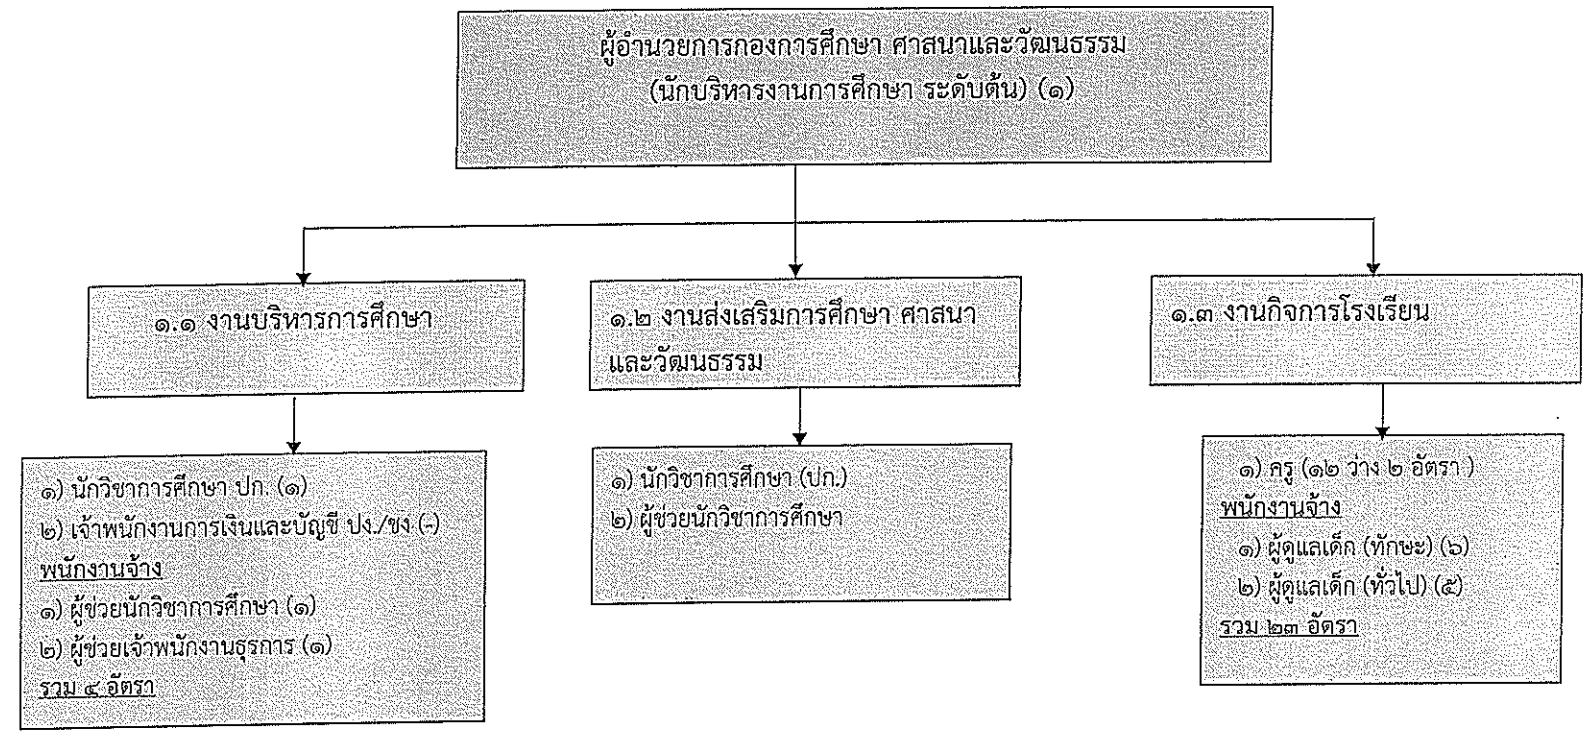 ผู้อำนวยการกองการศึกษา ศาสนาและวัฒนธรรม
(นักบริหารงานการศึกษา ระดับต้น) (๑)
๑.๑ งานบริหารการศึกษา
๑) นักวิชาการศึกษา ปก. (๑)
๒) เจ้าพนักงานการเงินและบัญชี ปง./ชง (-)
พนักงานจ้าง
๑) ผู้ช่วยนักวิชาการศึกษา (๑)
๒) ผู้ช่วยเจ้าพนักงานธุรการ (๑)
รวม ๔ อัตรา
๑.๒ งานส่งเสริมการศึกษา ศาสนา
และวัฒนธรรม
๑) นักวิชาการศึกษา (ปก.)
๒) ผู้ช่วยนักวิชาการศึกษา
๑.๓ งานกิจการโรงเรียน
๑) ครู (๑๒ ว่าง ๒ อัตรา )
พนักงานจ้าง
๑) ผู้ดูแลเด็ก (ทักษะ) (๖)
๒) ผู้ดูแลเด็ก (ทั่วไป) (๕)
รวม ๒๓ อัตรา